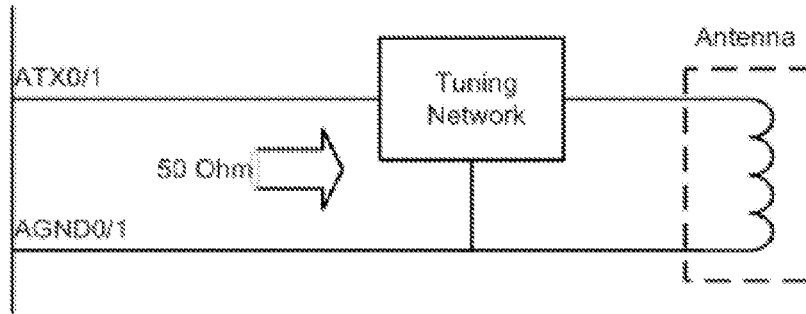 Antenna
ATX0/1
Tuning
Network
50 Ohm
AGND0/1